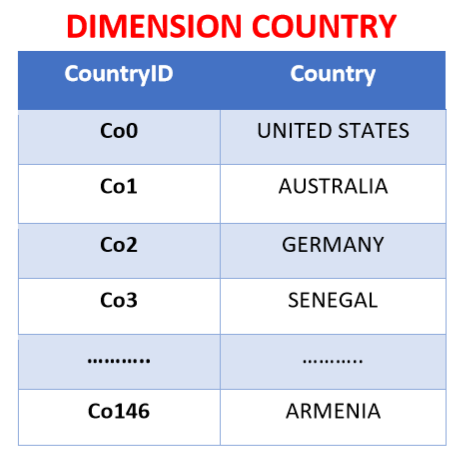 DIMENSION COUNTRY
CountryID Country
Co0 UNITED STATES
Co1 AUSTRALIA
Co2 GERMANY
Co3 SENEGAL
……….. ………..
Co146 ARMENIA